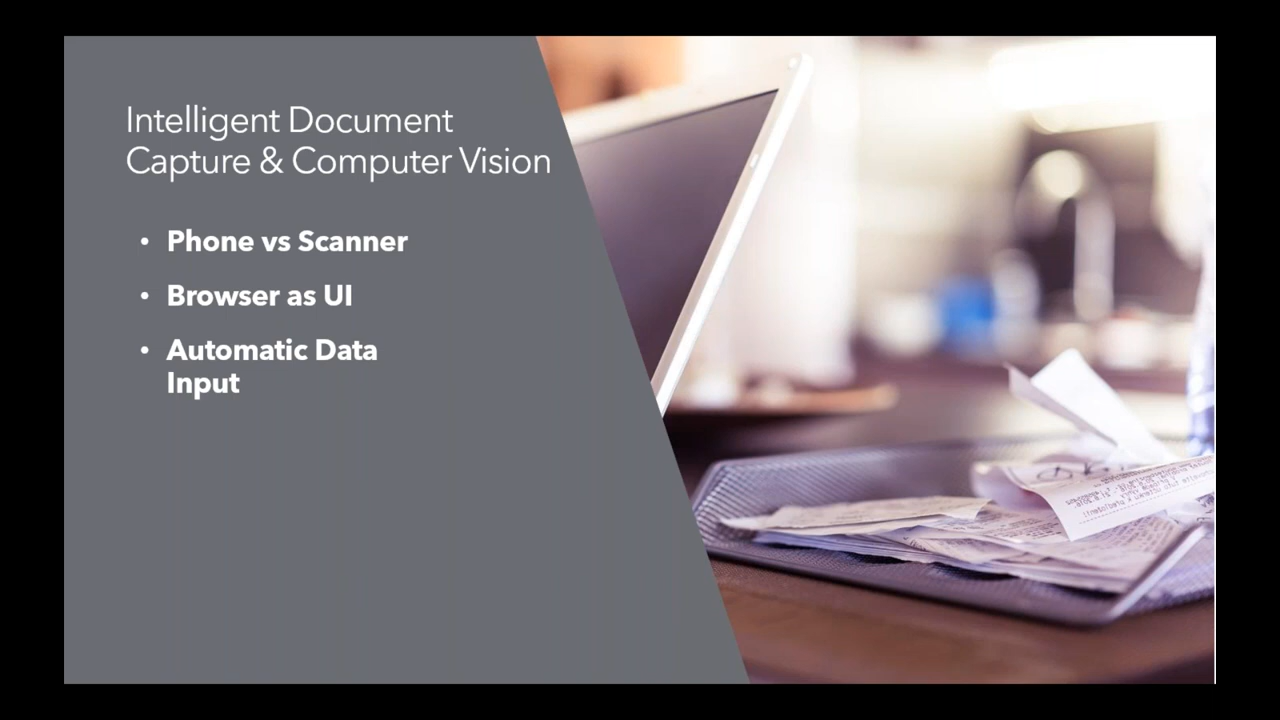 Intelligent Document
Capture & Computer Vision
• Phone vs Scanner
• Browser as UI
• Automatic Data
Input